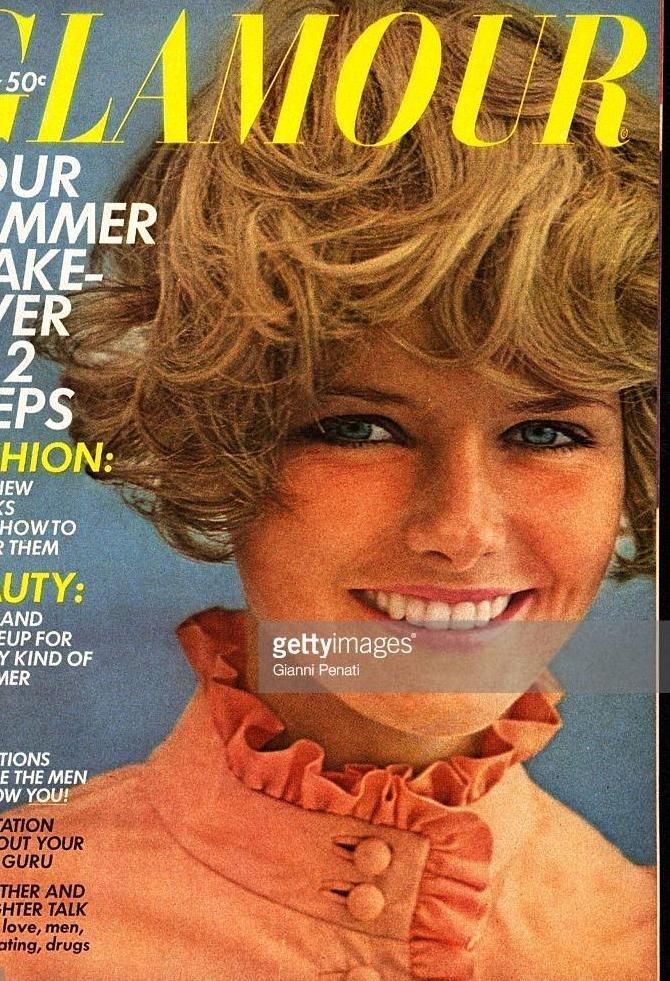 GLAMOUR
50¢
OUR
MMER
AKE-
VER
2
EPS
HION:
IEW
KS
HOW TO
R THEM
AUTY:
AND
EUP FOR
Y KIND OF
MER
gettyimages®
Gianni Penati
TIONS
E THE MEN
OW YOU!
TATION
OUT YOUR
GURU
THER AND
GHTER TALK
love, men,
ating, drugs